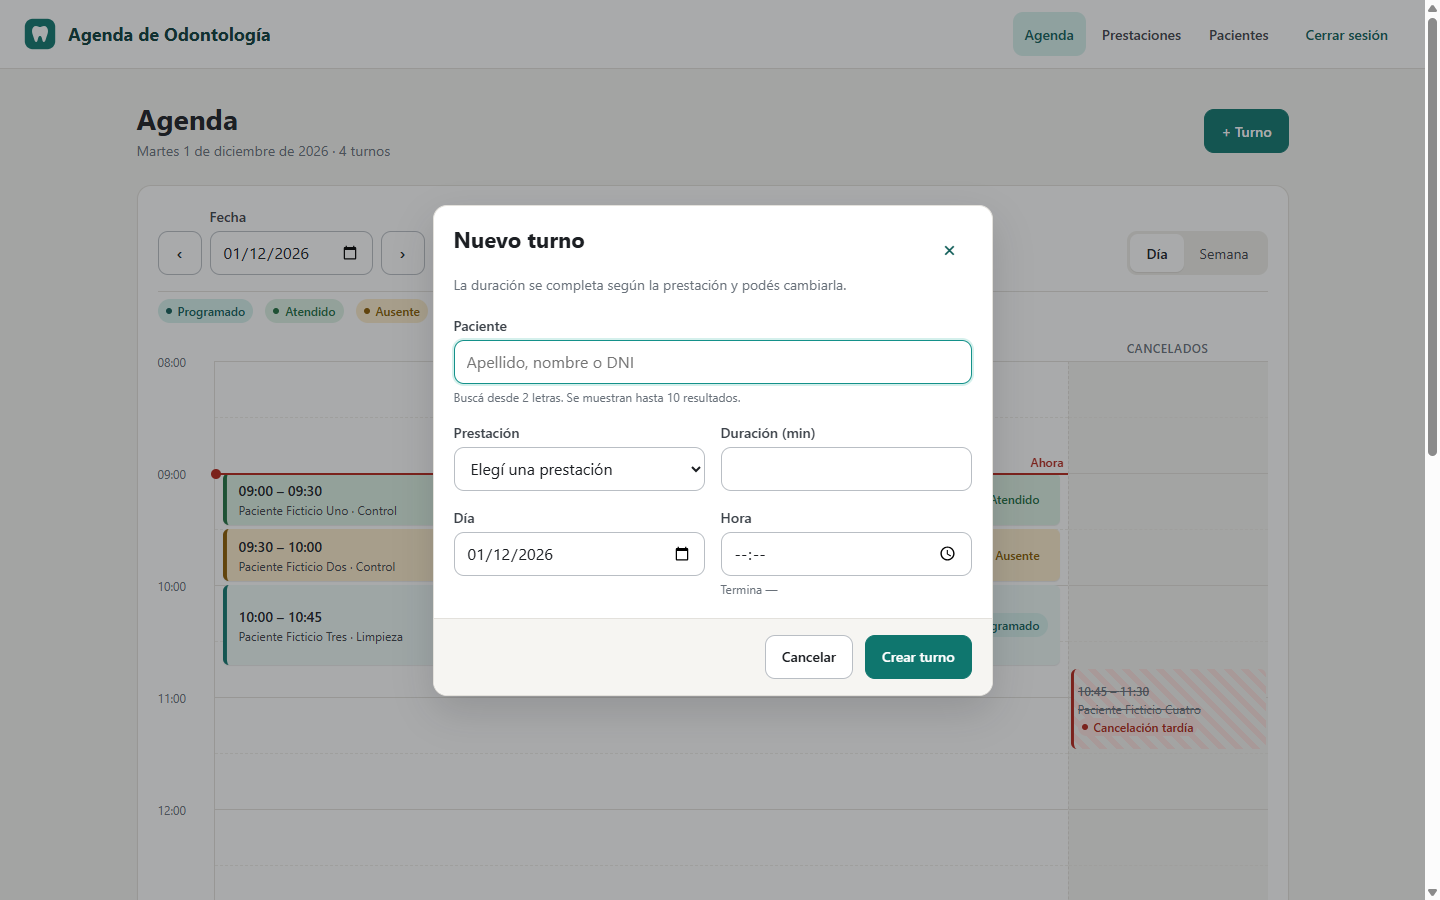 Agenda de Odontología
Agenda
Prestaciones
Pacientes
Cerrar sesión
Agenda
Martes 1 de diciembre de 2026 · 4 turnos
+ Turno
Fecha
‹
01/12/2026
›
Día
Semana
Programado
Atendido
Ausente
CANCELADOS
08:00
09:00
10:00
11:00
12:00
Ahora
09:00 – 09:30
Paciente Ficticio Uno · Control
Atendido
09:30 – 10:00
Paciente Ficticio Dos · Control
Ausente
10:00 – 10:45
Paciente Ficticio Tres · Limpieza
gramado
10:45 – 11:30
Paciente Ficticio Cuatro
Cancelación tardía
Nuevo turno
×
La duración se completa según la prestación y podés cambiarla.
Paciente
Apellido, nombre o DNI
Buscá desde 2 letras. Se muestran hasta 10 resultados.
Prestación
Duración (min)
Elegí una prestación
Día
Hora
01/12/2026
--:--
Termina —
Cancelar
Crear turno